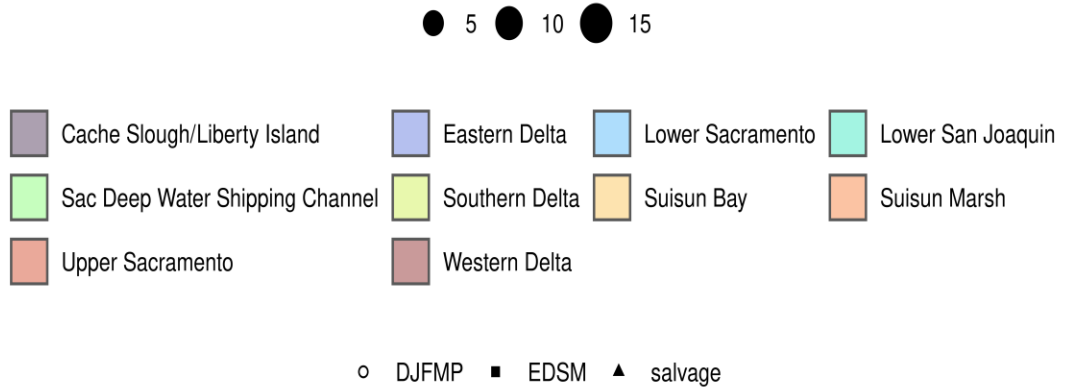 5 10 15
Cache Slough/Liberty Island Eastern Delta Lower Sacramento Lower San Joaquin
Sac Deep Water Shipping Channel Southern Delta Suisun Bay Suisun Marsh
Upper Sacramento Western Delta
DJFMP EDSM salvage